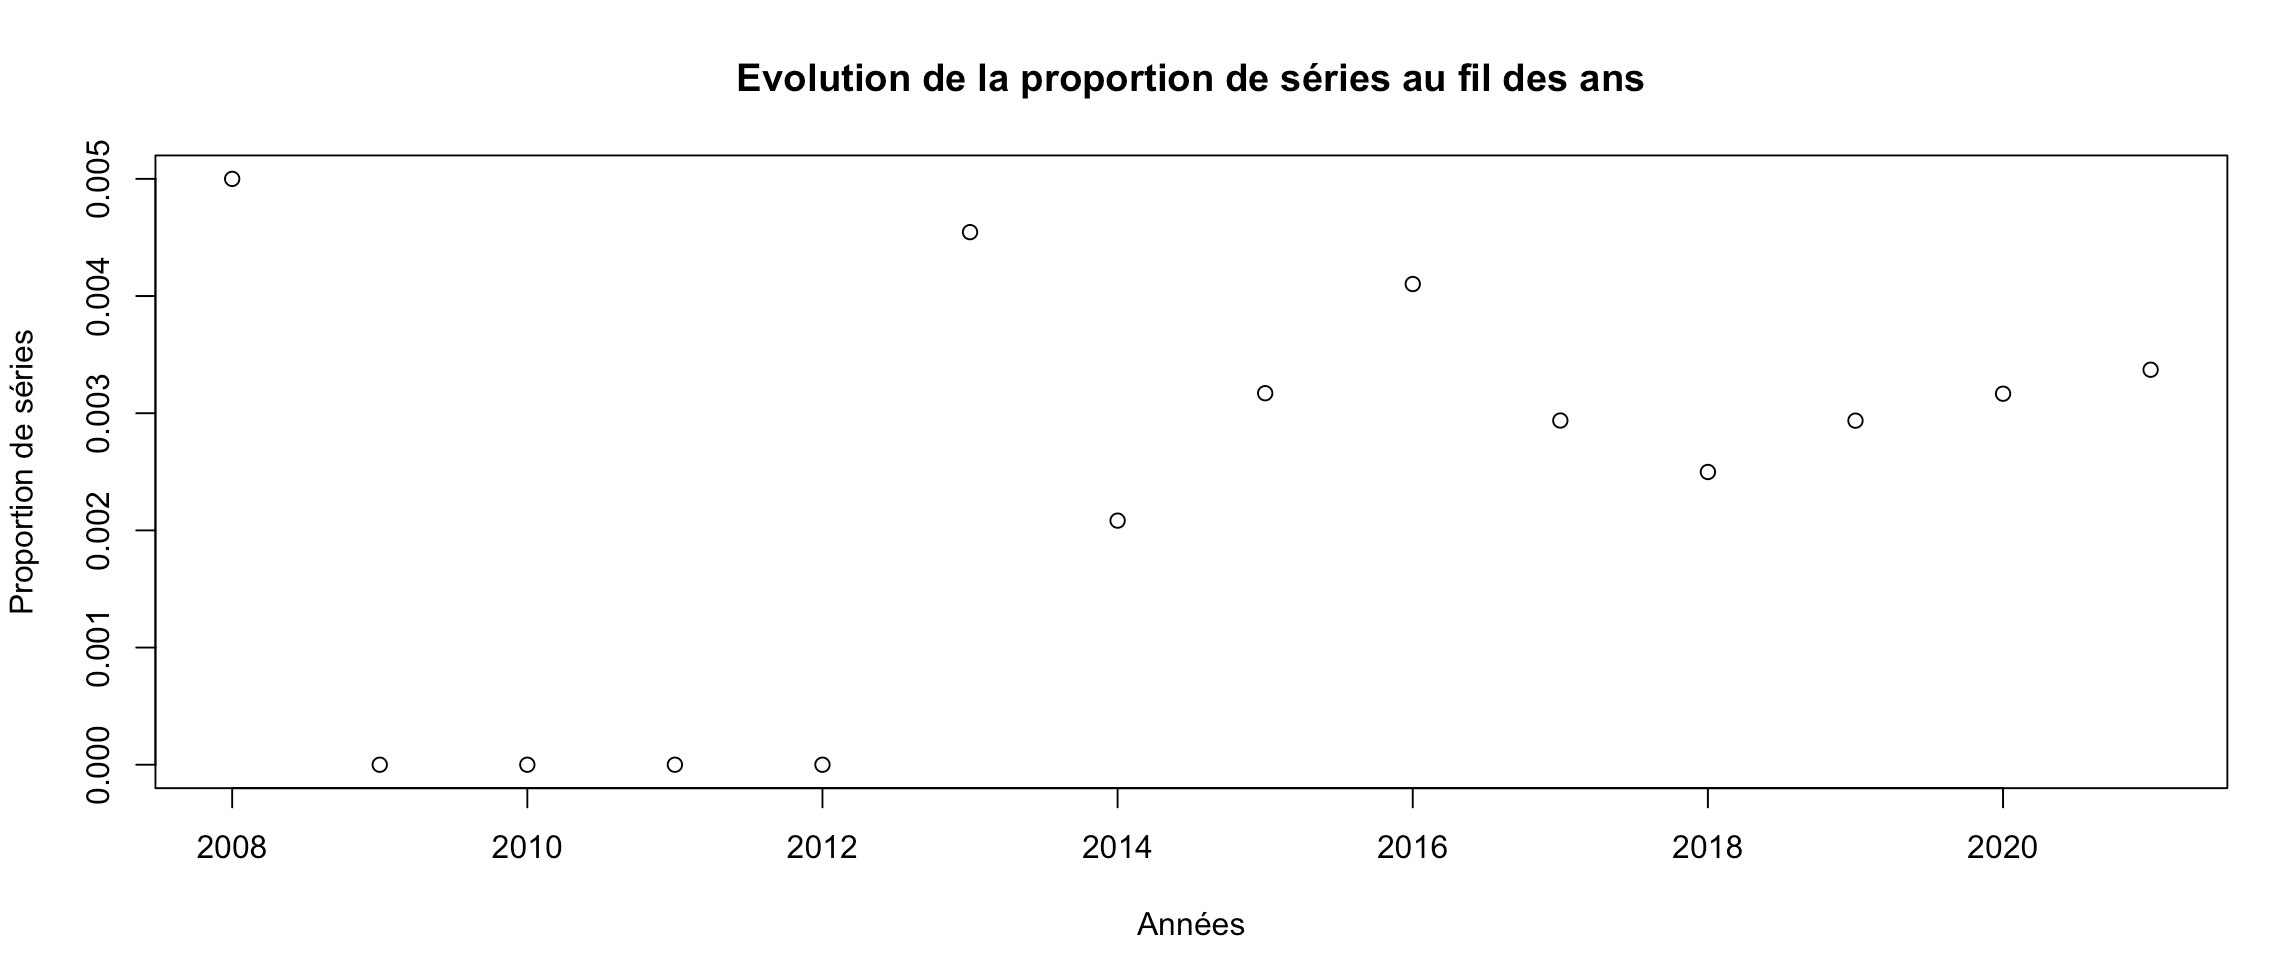 Evolution de la proportion de séries au fil des ans
Proportion de séries
0.005
0.004
0.003
0.002
0.001
0.000
2008 2010 2012 2014 2016 2018 2020
Années